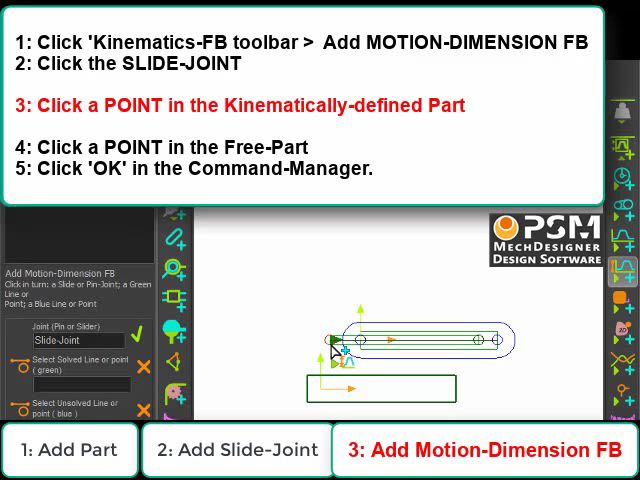 1: Click 'Kinematics-FB toolbar > Add MOTION-DIMENSION FB
2: Click the SLIDE-JOINT
3: Click a POINT in the Kinematically-defined Part
4: Click a POINT in the Free-Part
5: Click 'OK' in the Command-Manager.
PSM
MECHDESIGNER
DESIGN SOFTWARE
Add Motion-Dimension FB
Click in turn: a Slide or Pin-Joint; a Green
Line or
Point; a Blue Line or Point
Joint (Pin or Slider)
Slide-Joint
Select Solved Line or point
(green)
Select Unsolved Line or
point ( blue )
1: Add Part
2: Add Slide-Joint
3: Add Motion-Dimension FB